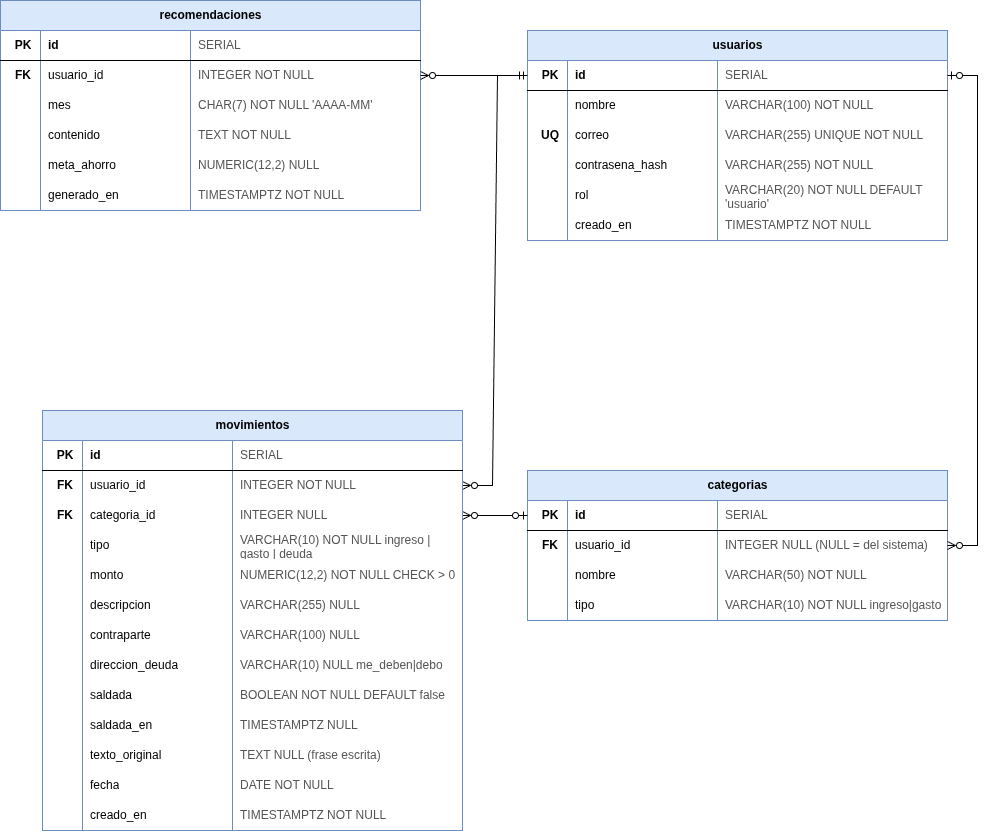 recomendaciones
PK id SERIAL
FK usuario_id INTEGER NOT NULL
mes CHAR(7) NOT NULL 'AAAA-MM'
contenido TEXT NOT NULL
meta_ahorro NUMERIC(12,2) NULL
generado_en TIMESTAMPTZ NOT NULL
usuarios
PK id SERIAL
nombre VARCHAR(100) NOT NULL
UQ correo VARCHAR(255) UNIQUE NOT NULL
contrasena_hash VARCHAR(255) NOT NULL
rol VARCHAR(20) NOT NULL DEFAULT
'usuario'
creado_en TIMESTAMPTZ NOT NULL
movimientos
PK id SERIAL
FK usuario_id INTEGER NOT NULL
FK categoria_id INTEGER NULL
tipo VARCHAR(10) NOT NULL ingreso |
gasto | deuda
monto NUMERIC(12,2) NOT NULL CHECK > 0
descripcion VARCHAR(255) NULL
contraparte VARCHAR(100) NULL
direccion_deuda VARCHAR(10) NULL me_deben|debo
saldada BOOLEAN NOT NULL DEFAULT false
saldada_en TIMESTAMPTZ NULL
texto_original TEXT NULL (frase escrita)
fecha DATE NOT NULL
creado_en TIMESTAMPTZ NOT NULL
categorias
PK id SERIAL
FK usuario_id INTEGER NULL (NULL = del sistema)
nombre VARCHAR(50) NOT NULL
tipo VARCHAR(10) NOT NULL ingreso|gasto